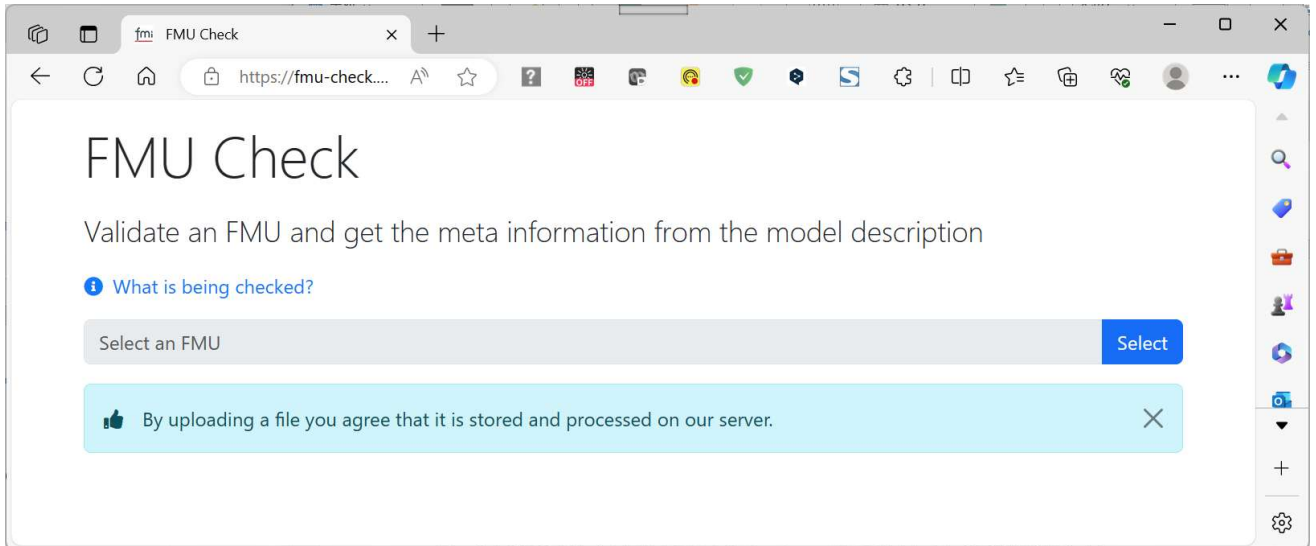 fmi FMU Check
https://fmu-check....
OFF
FMU Check
Validate an FMU and get the meta information from the model description
What is being checked?
Select an FMU
Select
By uploading a file you agree that it is stored and processed on our server.